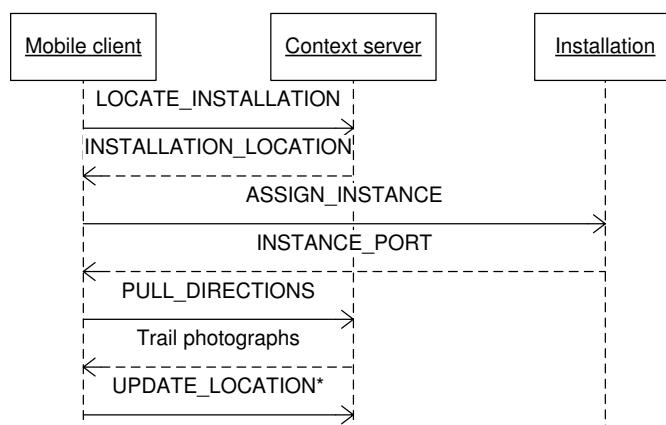 Mobile client
Context server
Installation
LOCATE_INSTALLATION
INSTALLATION_LOCATION
ASSIGN_INSTANCE
INSTANCE_PORT
PULL_DIRECTIONS
Trail photographs
UPDATE_LOCATION*